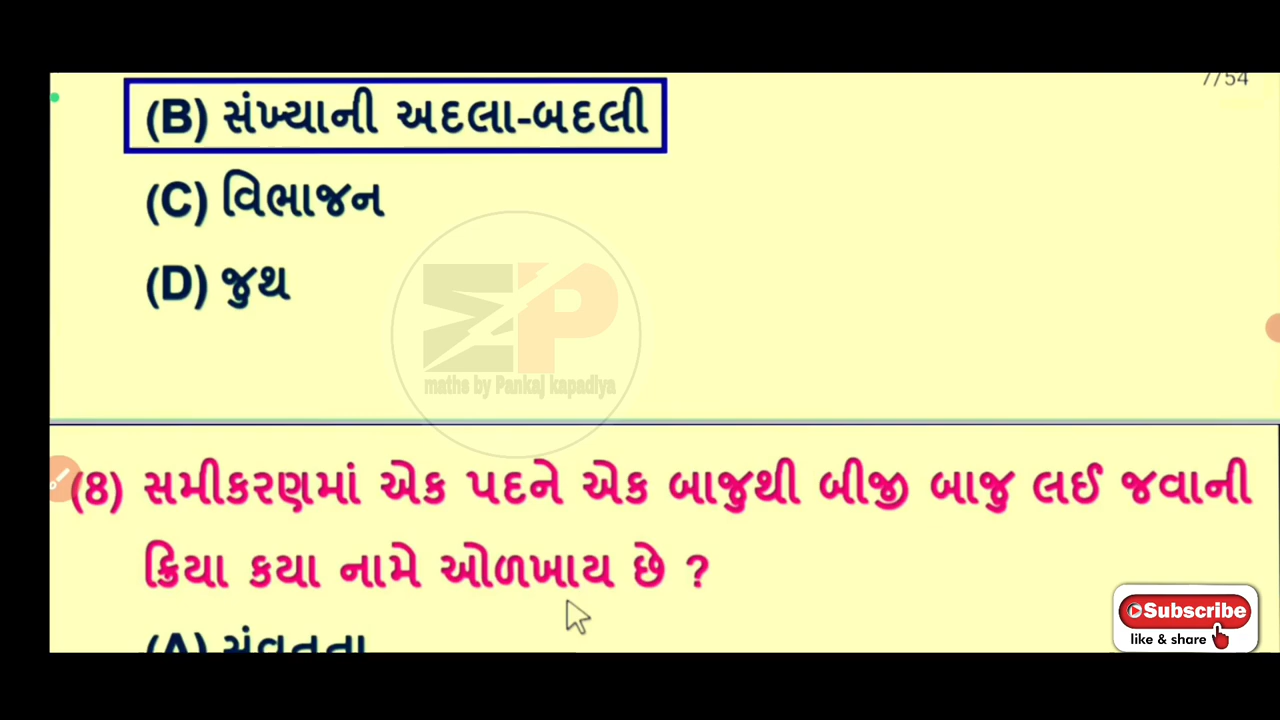 7/54
(B) સંખ્યાની અદલા-બદલી
(C) વિભાજન
(D) જુથ
maths by Pankaj kapadiya
(8) સમીકરણમાં એક પદને એક બાજુથી બીજી બાજુ લઈ જવાની
ક્રિયા કયા નામે ઓળખાય છે ?
Subscribe
like & share
(A) સંવૃતતા